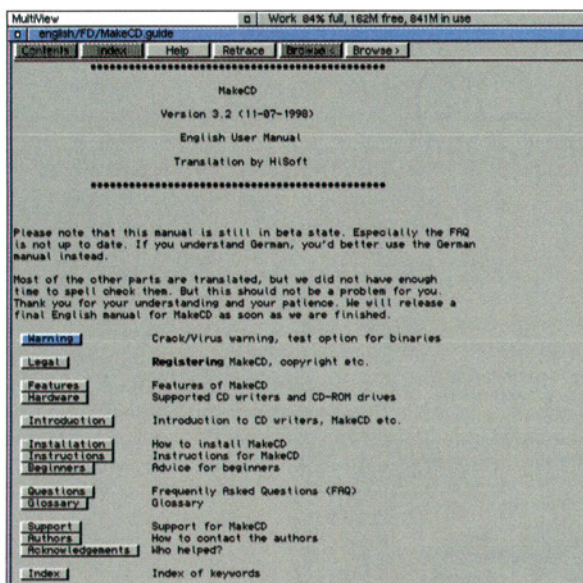 MultiView
Work 84% full, 162M free, 841M in use
english/FD/MakeCD.guide
Contents Index Help Retrace Browse < Browse >
************************************************
MakeCD
Version 3.2 (11-07-1998)
English User Manual
Translation by HiSoft
************************************************
Please note that this manual is still in beta state. Especially the FAQ
is not up to date. If you understand German, you'd better use the German
manual instead.
Most of the other parts are translated, but we did not have enough
time to spell check them. But this should not be a problem for you.
Thank you for your understanding and your patience. We will release a
final English manual for MakeCD as soon as we are finished.
Warning Crack/Virus warning, test option for binaries
Legal Registering MakeCD, copyright etc.
Features Features of MakeCD
Hardware Supported CD writers and CD-ROM drives
Introduction Introduction to CD writers, MakeCD etc.
Installation How to install MakeCD
Instructions Instructions for MakeCD
Beginners Advice for beginners
Questions Frequently Asked Questions (FAQ)
Glossary Glossary
Support Support for MakeCD
Authors How to contact the authors
Acknowledgements Who helped?
Index Index of keywords